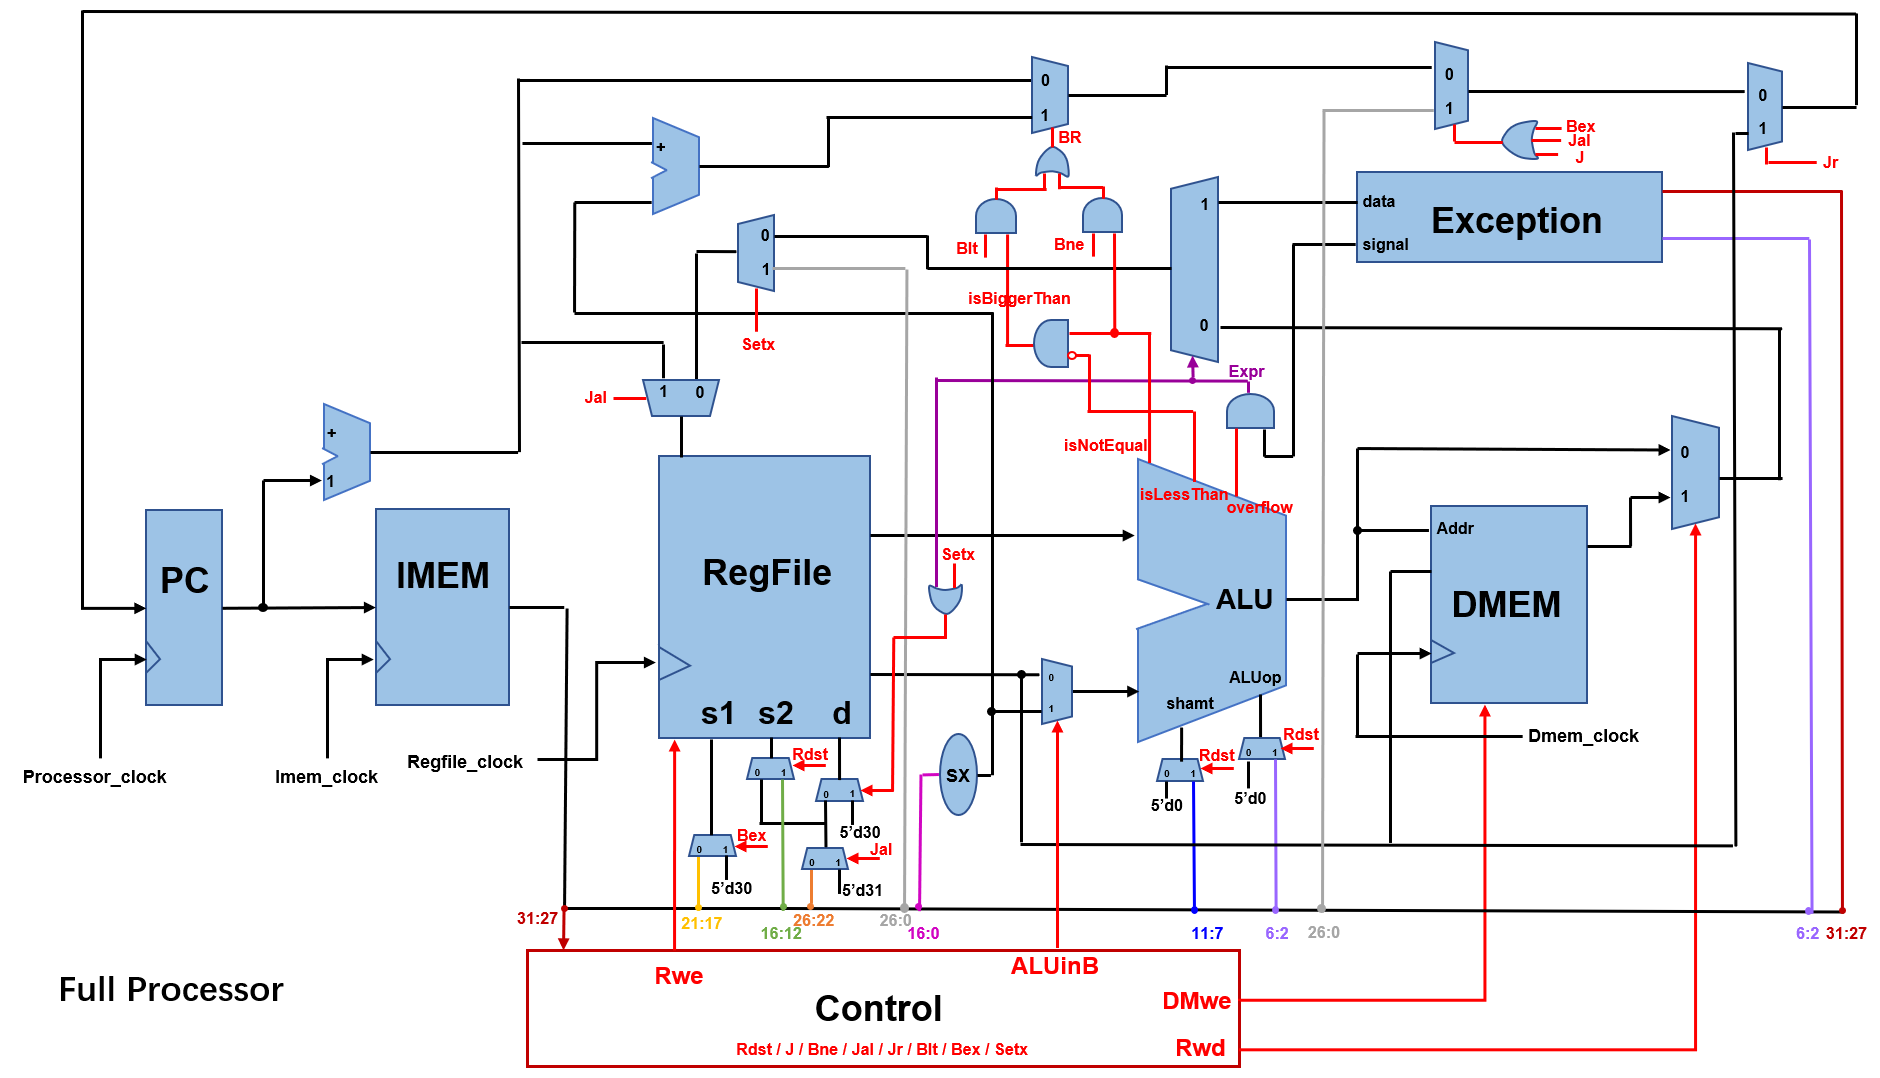 0
1
BR
0
1
Bex
Jal
J
0
1
Jr
+
Blt
Bne
1
0
data
signal
Exception
0
1
Setx
isBiggerThan
Expr
Jal
1
0
+
1
isNotEqual
isLessThan
overflow
0
1
PC
IMEM
RegFile
Setx
ALU
Addr
DMEM
s1
s2
d
0
1
ALUop
shamt
Processor_clock
Imem_clock
Regfile_clock
Rdst
0
1
0
1
5'd30
sx
Rdst
0
1
5'd0
Rdst
0
1
5'd0
Dmem_clock
Bex
0
1
5'd30
Jal
0
1
5'd31
31:27
21:17
16:12
26:22
26:0
16:0
11:7
6:2
26:0
6:2
31:27
Full Processor
Rwe
ALUinB
DMwe
Control
Rwd
Rdst / J / Bne / Jal / Jr / Blt / Bex / Setx